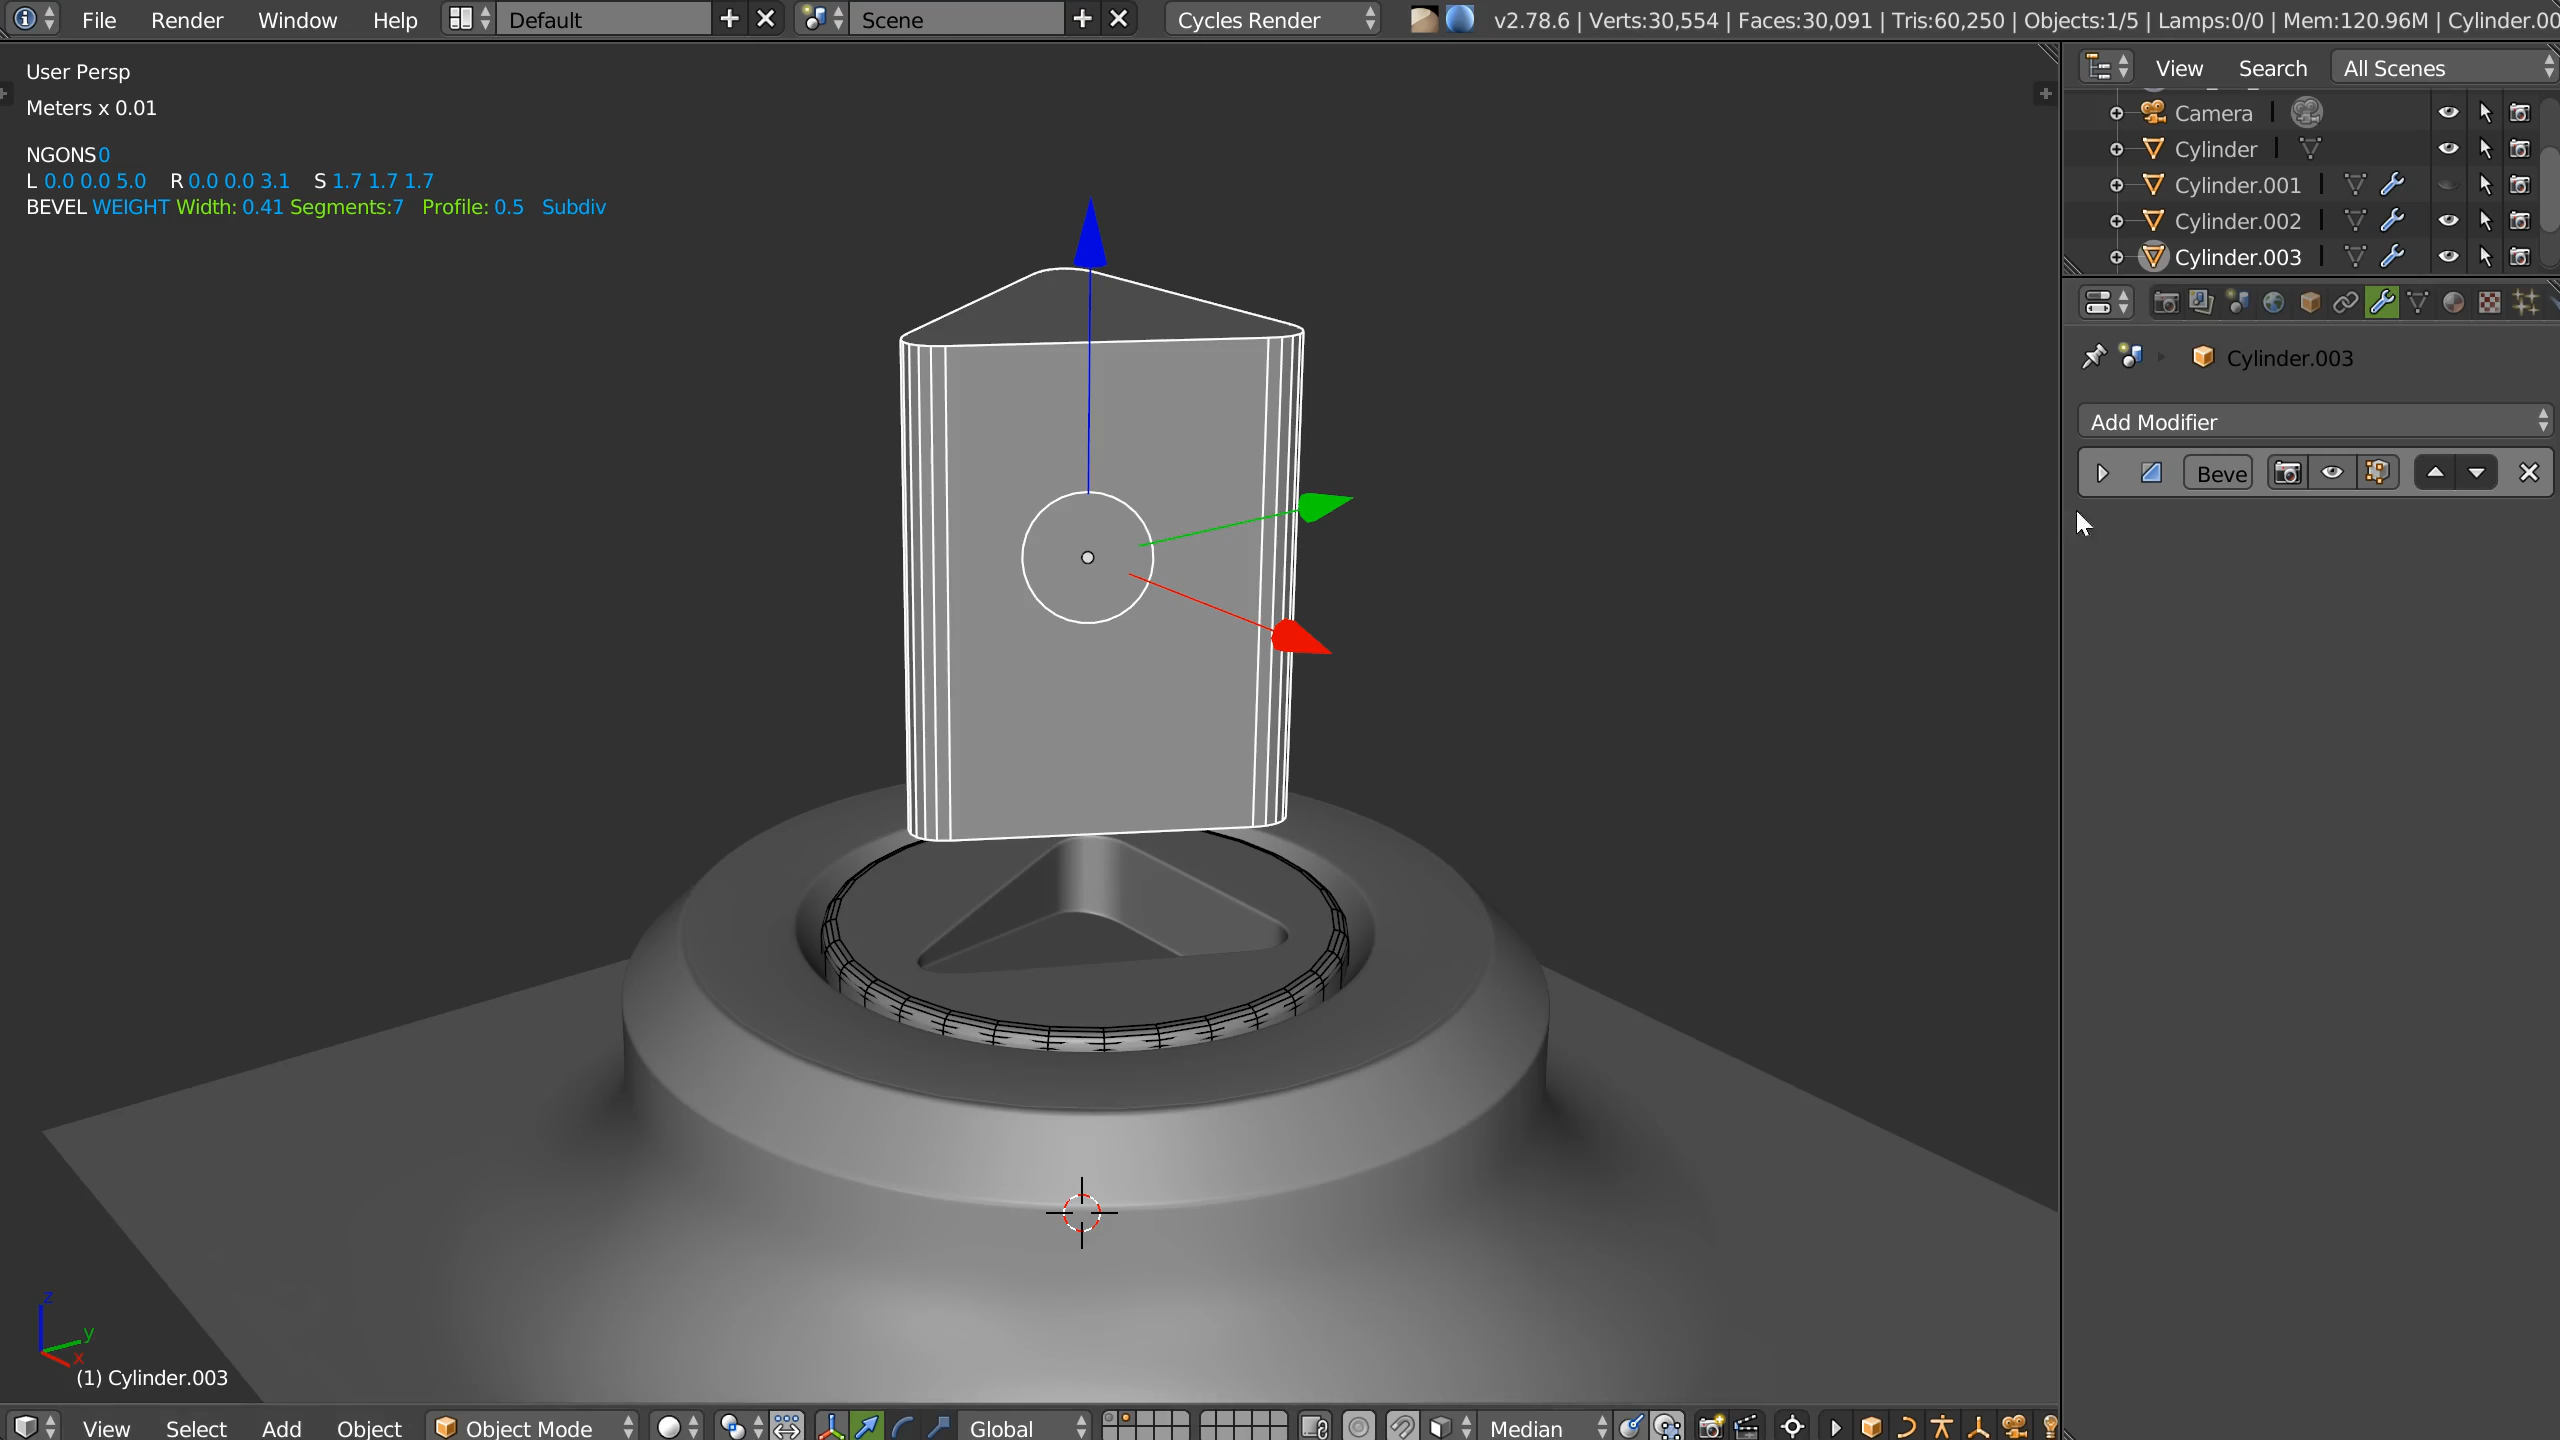 File Render Window Help Default Scene Cycles Render v2.78.6 | Verts:30,554 | Faces:30,091 | Tris:60,250 | Objects:1/5 | Lamps:0/0 | Mem:120.96M | Cylinder.00
User Persp
Meters x 0.01
NGONS 0
L 0.0 0.0 5.0 R 0.0 0.0 3.1 S 1.7 1.7 1.7
BEVEL WEIGHT Width: 0.41 Segments:7 Profile: 0.5 Subdiv
View Search All Scenes
Camera
Cylinder
Cylinder.001
Cylinder.002
Cylinder.003
Cylinder.003
Add Modifier
Beve
z
y
x
(1) Cylinder.003
View Select Add Object Object Mode Global Median